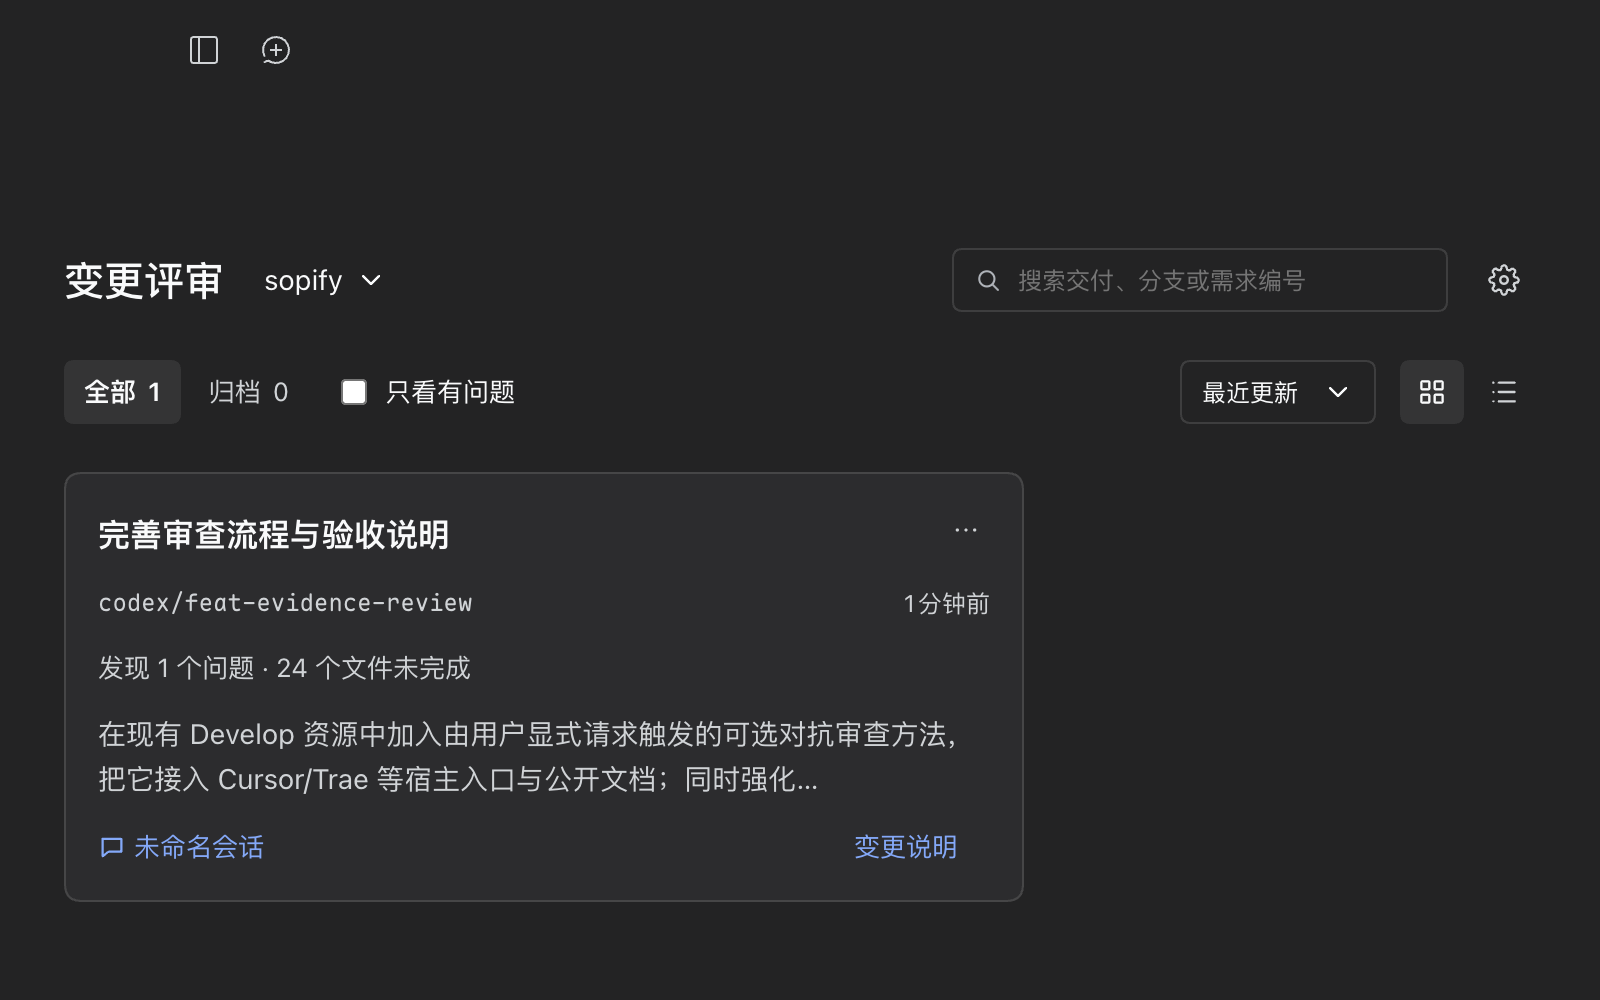 变更评审
sopify
搜索交付、分支或需求编号
全部 1
归档 0
只看有问题
最近更新
完善审查流程与验收说明
...
codex/feat-evidence-review
1分钟前
发现 1 个问题 · 24 个文件未完成
在现有 Develop 资源中加入由用户显式请求触发的可选对抗审查方法，
把它接入 Cursor/Trae 等宿主入口与公开文档；同时强化...
未命名会话
变更说明